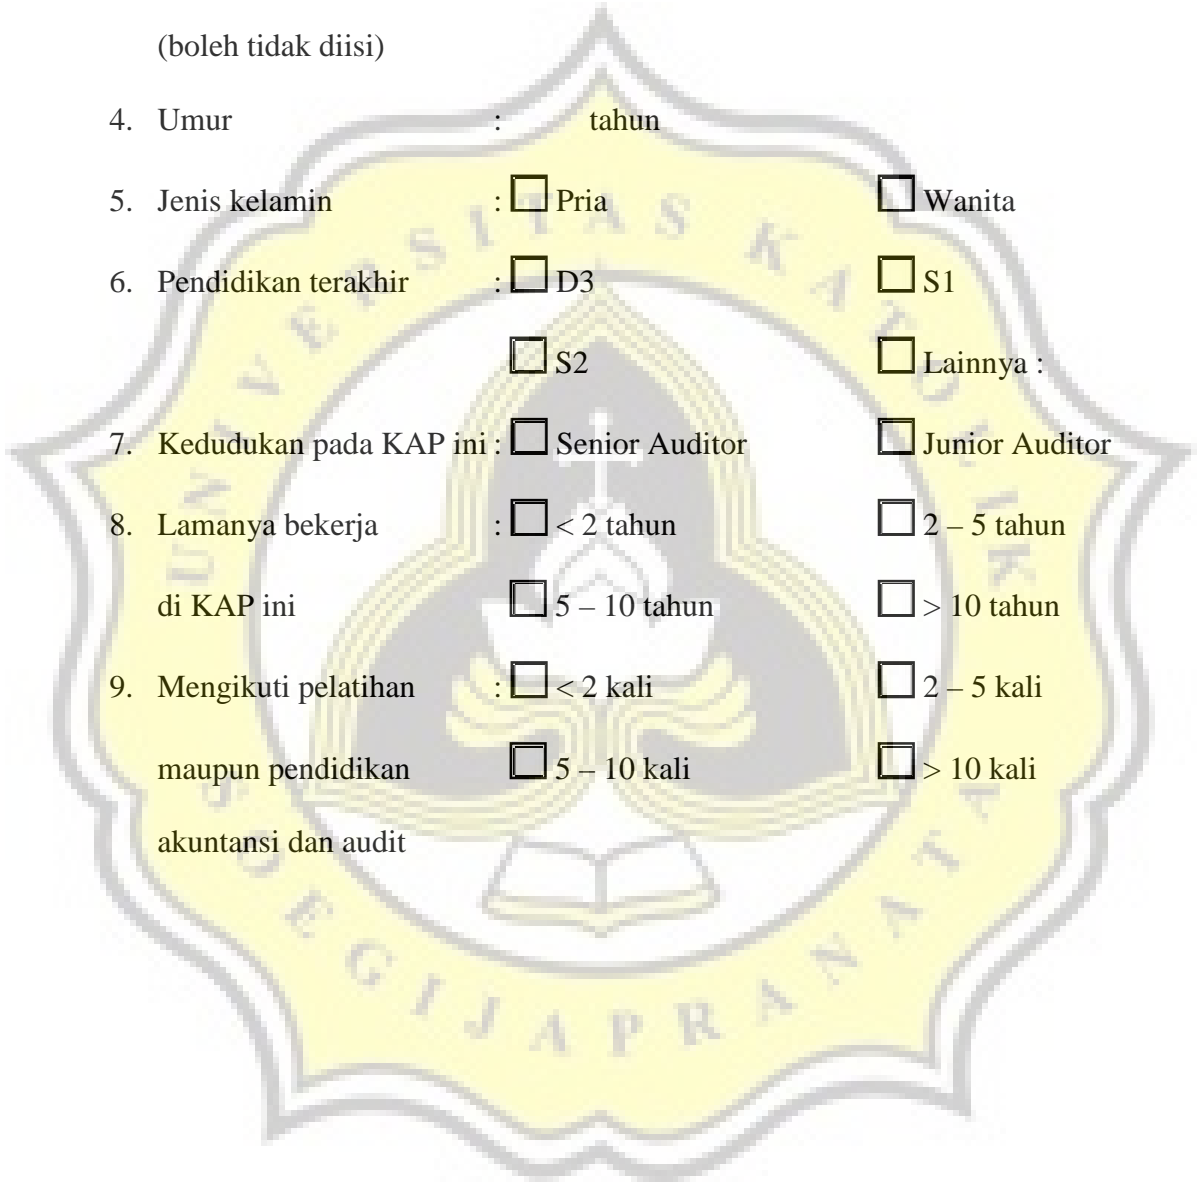 (boleh tidak diisi)
4. Umur : tahun
5. Jenis kelamin : ☐ Pria ☐ Wanita
6. Pendidikan terakhir : ☐ D3 ☐ S1
☐ S2 ☐ Lainnya :
7. Kedudukan pada KAP ini : ☐ Senior Auditor ☐ Junior Auditor
8. Lamanya bekerja : ☐ < 2 tahun ☐ 2 – 5 tahun
di KAP ini ☐ 5 – 10 tahun ☐ > 10 tahun
9. Mengikuti pelatihan : ☐ < 2 kali ☐ 2 – 5 kali
maupun pendidikan ☐ 5 – 10 kali ☐ > 10 kali
akuntansi dan audit
UNIVERSITAS KATOLIK
SOEGIJAPRANATA